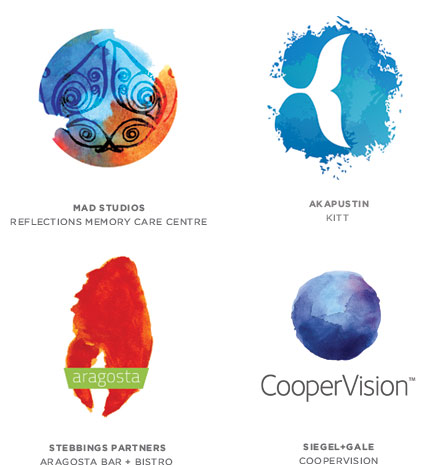 MAD STUDIOS
REFLECTIONS MEMORY CARE CENTRE
AKAPUSTIN
KITT
aragosta
STEBBINGS PARTNERS
ARAGOSTA BAR + BISTRO
CooperVision™
SIEGEL+GALE
COOPERVISION